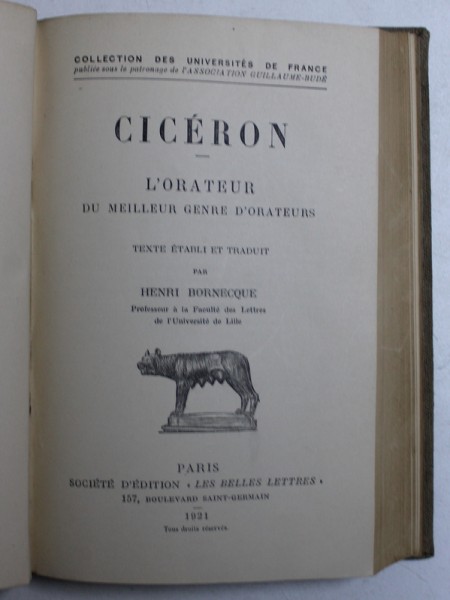 COLLECTION DES UNIVERSITÉS DE FRANCE
publiée sous le patronage de l'ASSOCIATION GUILLAUME-BUDÉ
CICÉRON
L'ORATEUR
DU MEILLEUR GENRE D'ORATEURS
TEXTE ÉTABLI ET TRADUIT
PAR
HENRI BORNECQUE
Professeur à la Faculté des Lettres
de l'Université de Lille
PARIS
SOCIÉTÉ D'ÉDITION « LES BELLES LETTRES »
157, BOULEVARD SAINT-GERMAIN
1921
Tous droits réservés.